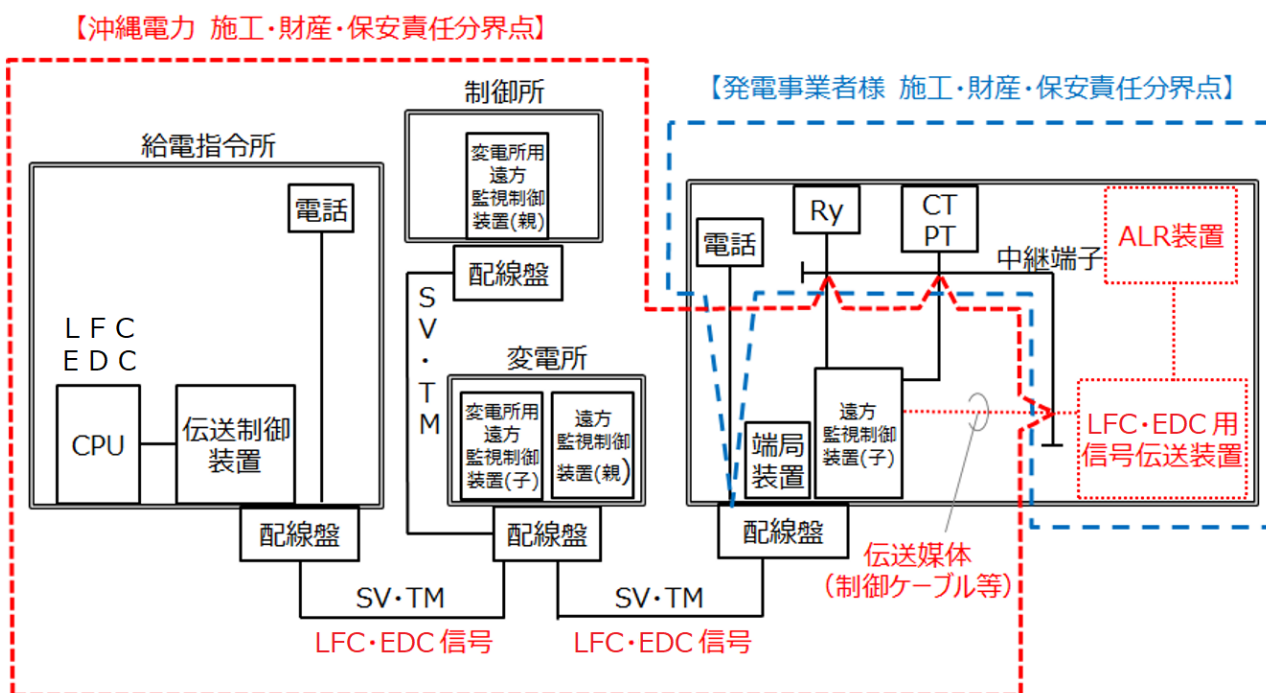 【沖縄電力 施工・財産・保安責任分界点】
【発電事業者様 施工・財産・保安責任分界点】
給電指令所
電話
LFC
EDC
CPU
伝送制御
装置
配線盤
制御所
変電所用
遠方
監視制御
装置(親)
配線盤
SV・TM
変電所
変電所用
遠方
監視制御
装置(子)
遠方
監視制御
装置(親)
配線盤
SV・TM
LFC・EDC信号
SV・TM
LFC・EDC信号
電話
Ry
CT
PT
中継端子
ALR装置
端局
装置
遠方
監視制御
装置(子)
LFC・EDC用
信号伝送装置
配線盤
伝送媒体
(制御ケーブル等)